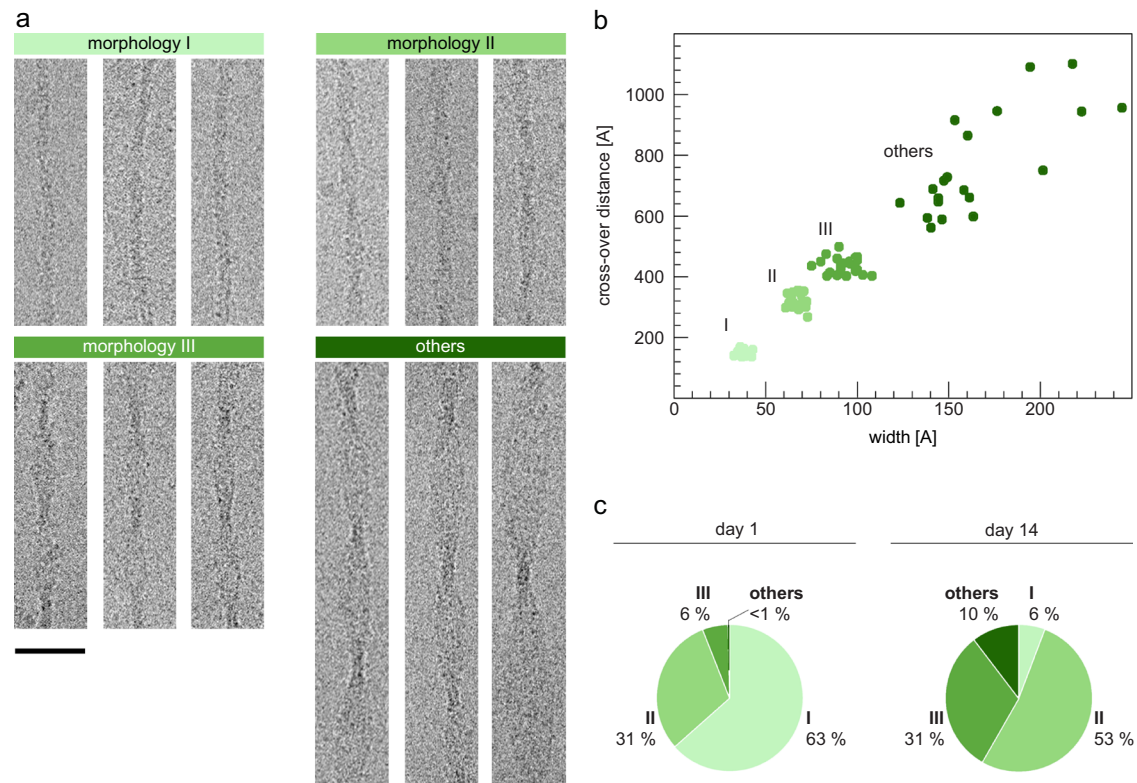 a
morphology I
morphology II
morphology III
others
b
cross-over distance [A]
1000
800
600
400
200
0
50
100
150
200
width [A]
I
II
III
others
c
day 1
day 14
III
6 %
others
<1 %
II
31 %
I
63 %
others
10 %
I
6 %
III
31 %
II
53 %